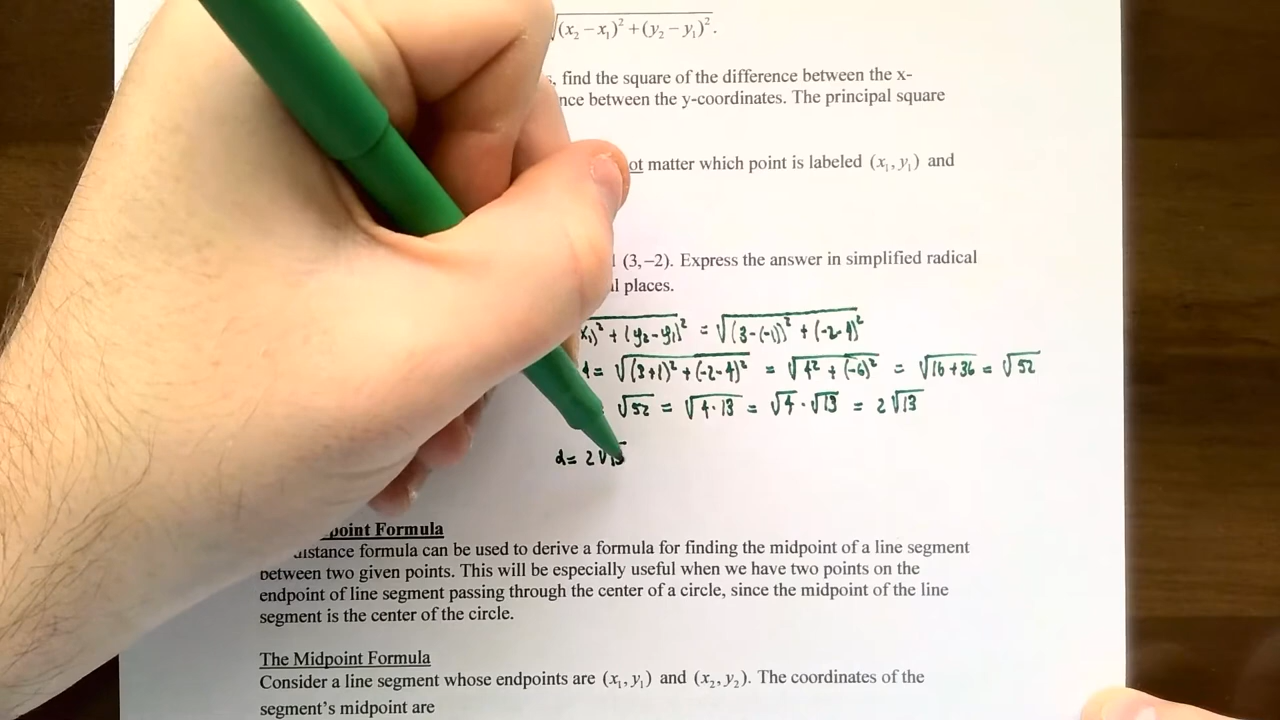 √(x₂ − x₁)² + (y₂ − y₁)².
find the square of the difference between the x-
between the y-coordinates. The principal square
matter which point is labeled (x₁, y₁) and
(3,−2). Express the answer in simplified radical
places.
x₁)² + (y₂-y₁)² = √(3-(-1))² + (-2-4)²
d= √(3+1)² + (-2-4)² = √4² + (-6)² = √16+36 = √52
√52 = √4·13 = √4 · √13 = 2√13
d= 2√13
Formula
distance formula can be used to derive a formula for finding the midpoint of a line segment
between two given points. This will be especially useful when we have two points on the
endpoint of line segment passing through the center of a circle, since the midpoint of the line
segment is the center of the circle.
The Midpoint Formula
Consider a line segment whose endpoints are (x₁, y₁) and (x₂, y₂). The coordinates of the
segment's midpoint are